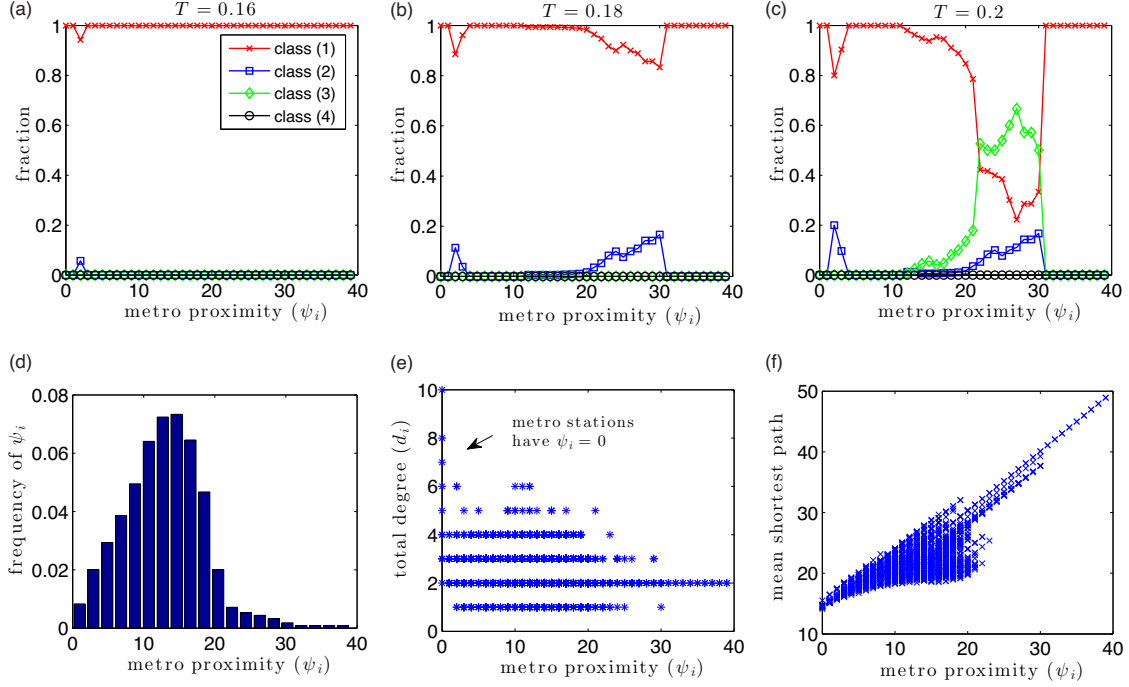 (a)
T = 0.16
1
0.8
0.6
0.4
0.2
0
fraction
class (1)
class (2)
class (3)
class (4)
0 10 20 30 40
metro proximity (ψi)
(b)
T = 0.18
1
0.8
0.6
0.4
0.2
0
fraction
0 10 20 30 40
metro proximity (ψi)
(c)
T = 0.2
1
0.8
0.6
0.4
0.2
0
fraction
0 10 20 30 40
metro proximity (ψi)
(d)
0.08
0.06
0.04
0.02
0
frequency of ψi
0 10 20 30 40
metro proximity (ψi)
(e)
10
8
6
4
2
0
total degree (di)
metro stations
have ψi = 0
0 10 20 30 40
metro proximity (ψi)
(f)
50
40
30
20
10
mean shortest path
0 10 20 30 40
metro proximity (ψi)